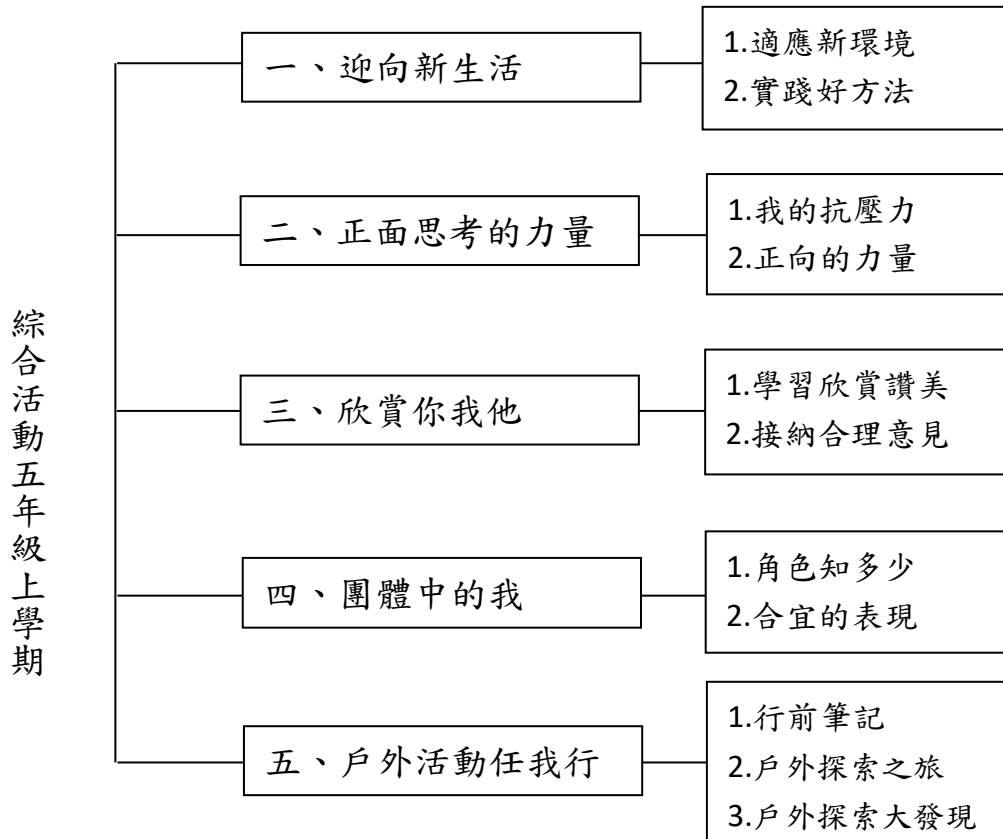 綜合活動五年級上學期
一、迎向新生活
1.適應新環境
2.實踐好方法
二、正面思考的力量
1.我的抗壓力
2.正向的力量
三、欣賞你我他
1.學習欣賞讚美
2.接納合理意見
四、團體中的我
1.角色知多少
2.合宜的表現
五、戶外活動任我行
1.行前筆記
2.戶外探索之旅
3.戶外探索大發現